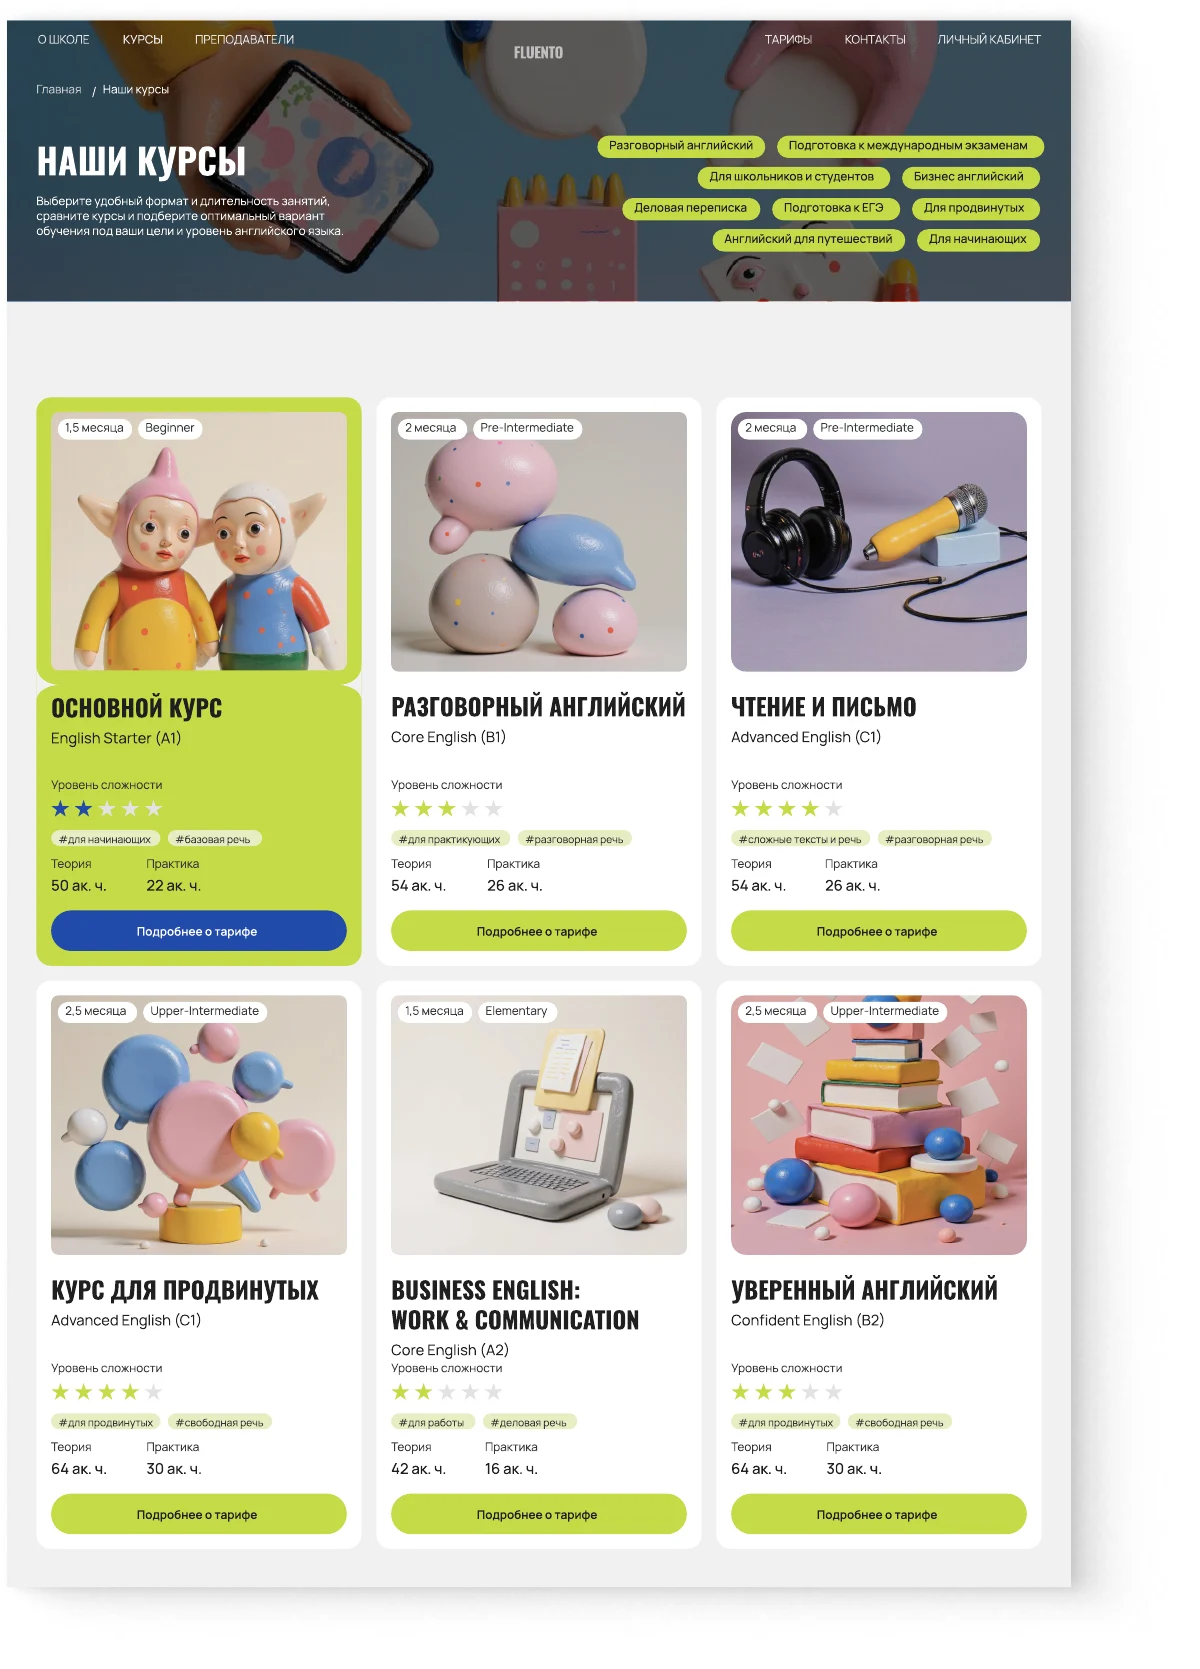 О ШКОЛЕ КУРСЫ ПРЕПОДАВАТЕЛИ FLUENTO ТАРИФЫ КОНТАКТЫ ЛИЧНЫЙ КАБИНЕТ
Главная / Наши курсы
НАШИ КУРСЫ
Выберите удобный формат и длительность занятий,
сравните курсы и подберите оптимальный вариант
обучения под ваши цели и уровень английского языка.
Разговорный английский Подготовка к международным экзаменам
Для школьников и студентов Бизнес английский
Деловая переписка Подготовка к ЕГЭ Для продвинутых
Английский для путешествий Для начинающих
1,5 месяца Beginner
ОСНОВНОЙ КУРС
English Starter (A1)
Уровень сложности
#для начинающих #базовая речь
Теория Практика
50 ак. ч. 22 ак. ч.
Подробнее о тарифе
2 месяца Pre-Intermediate
РАЗГОВОРНЫЙ АНГЛИЙСКИЙ
Core English (B1)
Уровень сложности
#для практикующих #разговорная речь
Теория Практика
54 ак. ч. 26 ак. ч.
Подробнее о тарифе
2 месяца Pre-Intermediate
ЧТЕНИЕ И ПИСЬМО
Advanced English (C1)
Уровень сложности
#сложные тексты и речь #разговорная речь
Теория Практика
54 ак. ч. 26 ак. ч.
Подробнее о тарифе
2,5 месяца Upper-Intermediate
КУРС ДЛЯ ПРОДВИНУТЫХ
Advanced English (C1)
Уровень сложности
#для продвинутых #свободная речь
Теория Практика
64 ак. ч. 30 ак. ч.
Подробнее о тарифе
1,5 месяца Elementary
BUSINESS ENGLISH:
WORK & COMMUNICATION
Core English (A2)
Уровень сложности
#для работы #деловая речь
Теория Практика
42 ак. ч. 16 ак. ч.
Подробнее о тарифе
2,5 месяца Upper-Intermediate
УВЕРЕННЫЙ АНГЛИЙСКИЙ
Confident English (B2)
Уровень сложности
#для продвинутых #свободная речь
Теория Практика
64 ак. ч. 30 ак. ч.
Подробнее о тарифе